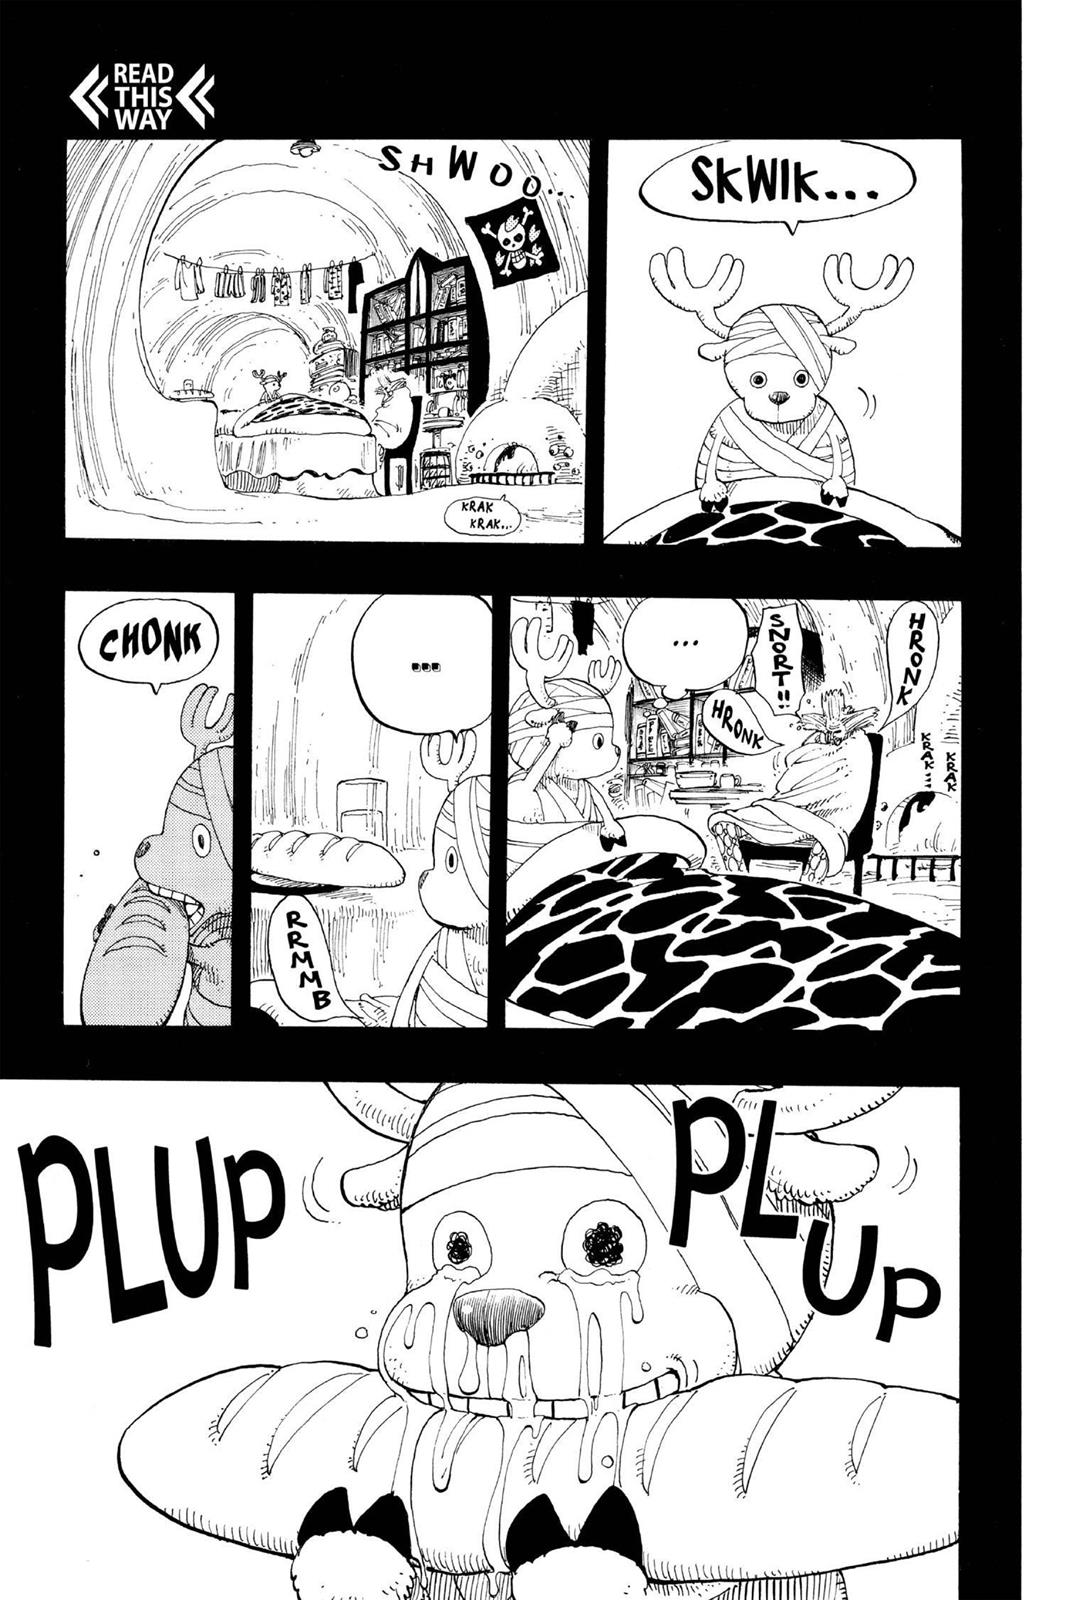 READ
THIS
WAY
SKWIK...
SHWOO...
KRAK
KRAK...
HRONK
SNORT!!
HRONK
...
KRAK
KRAK...
...
RRMMB
CHONK
PLUP
PLUP